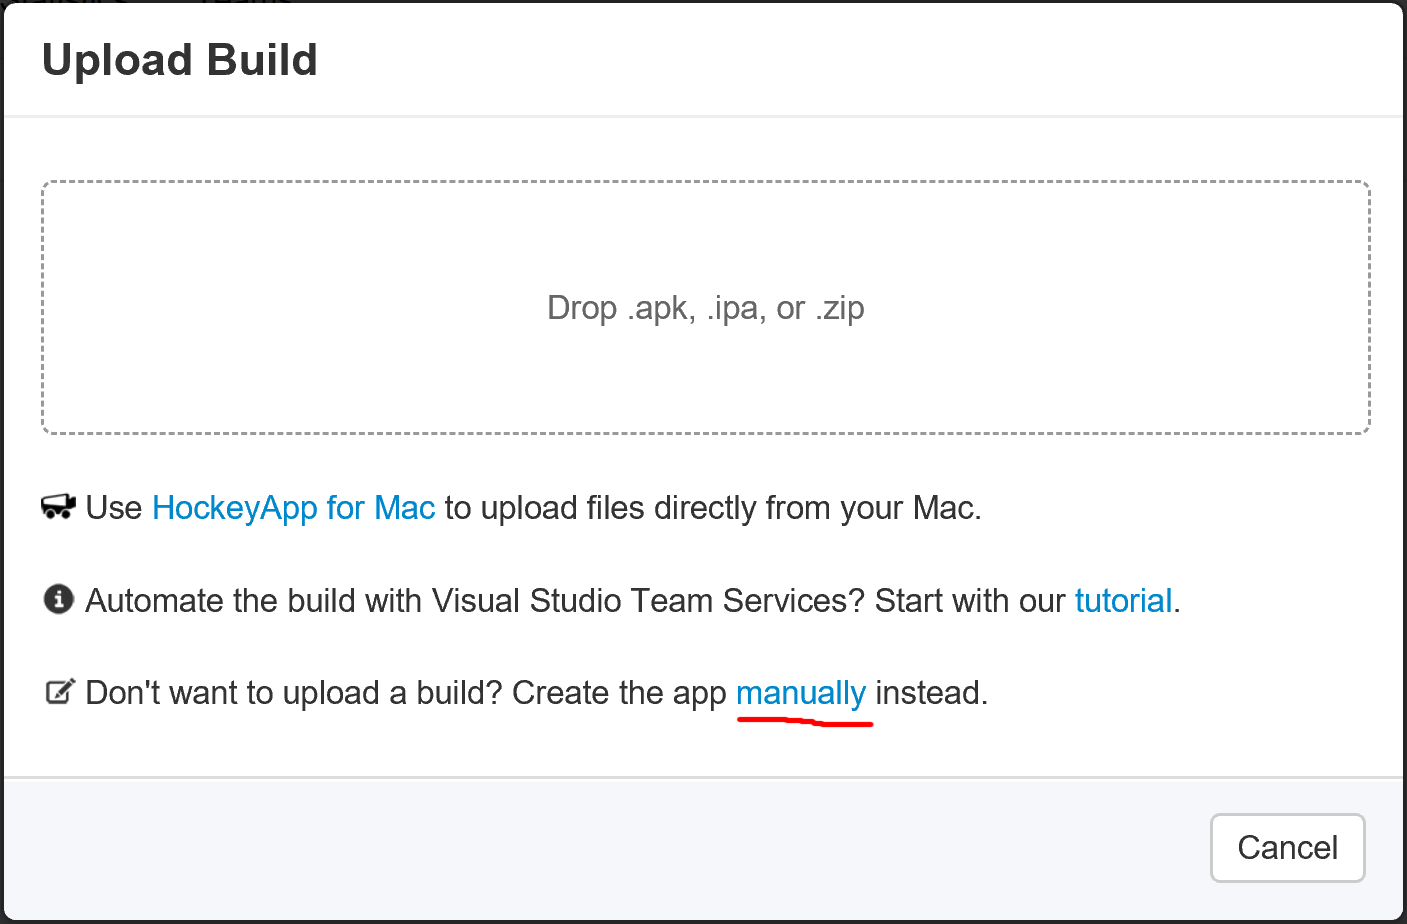 Upload Build
Drop .apk, .ipa, or .zip
Use HockeyApp for Mac to upload files directly from your Mac.
Automate the build with Visual Studio Team Services? Start with our tutorial.
Don't want to upload a build? Create the app manually instead.
Cancel